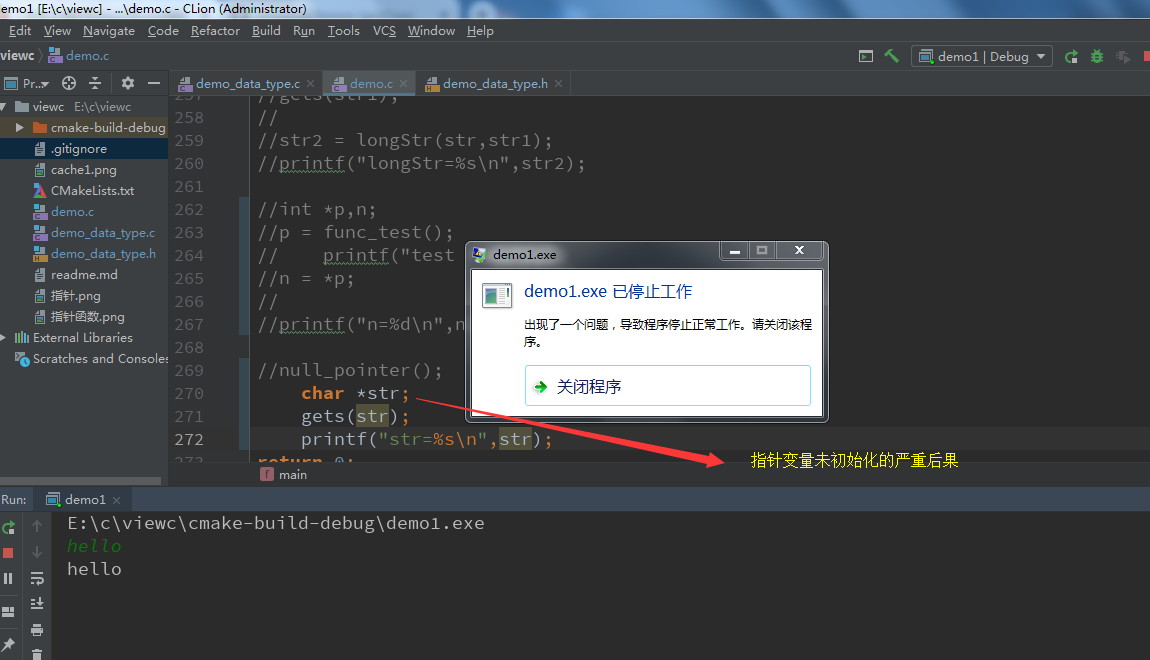 emo1 [E:\c\viewc] - ...\demo.c - CLion (Administrator)
Edit View Navigate Code Refactor Build Run Tools VCS Window Help
viewc demo.c demo1 | Debug
Pr... demo_data_type.c demo.c demo_data_type.h
viewc E:\c\viewc
cmake-build-debug
.gitignore
cache1.png
CMakeLists.txt
demo.c
demo_data_type.c
demo_data_type.h
readme.md
指针.png
指针函数.png
External Libraries
Scratches and Consoles
257 //gets(str1);
258 //
259 //str2 = longStr(str,str1);
260 //printf("longStr=%s\n",str2);
261
262 //int *p,n;
263 //p = func_test();
264 // printf("test
265 //n = *p;
266 //
267 //printf("n=%d\n",n
268
269 //null_pointer();
270 char *str;
271 gets(str);
272 printf("str=%s\n",str);
273 return 0;
main
demo1.exe
demo1.exe 已停止工作
出现了一个问题，导致程序停止正常工作。请关闭该程
序。
关闭程序
指针变量未初始化的严重后果
Run: demo1
E:\c\viewc\cmake-build-debug\demo1.exe
hello
hello